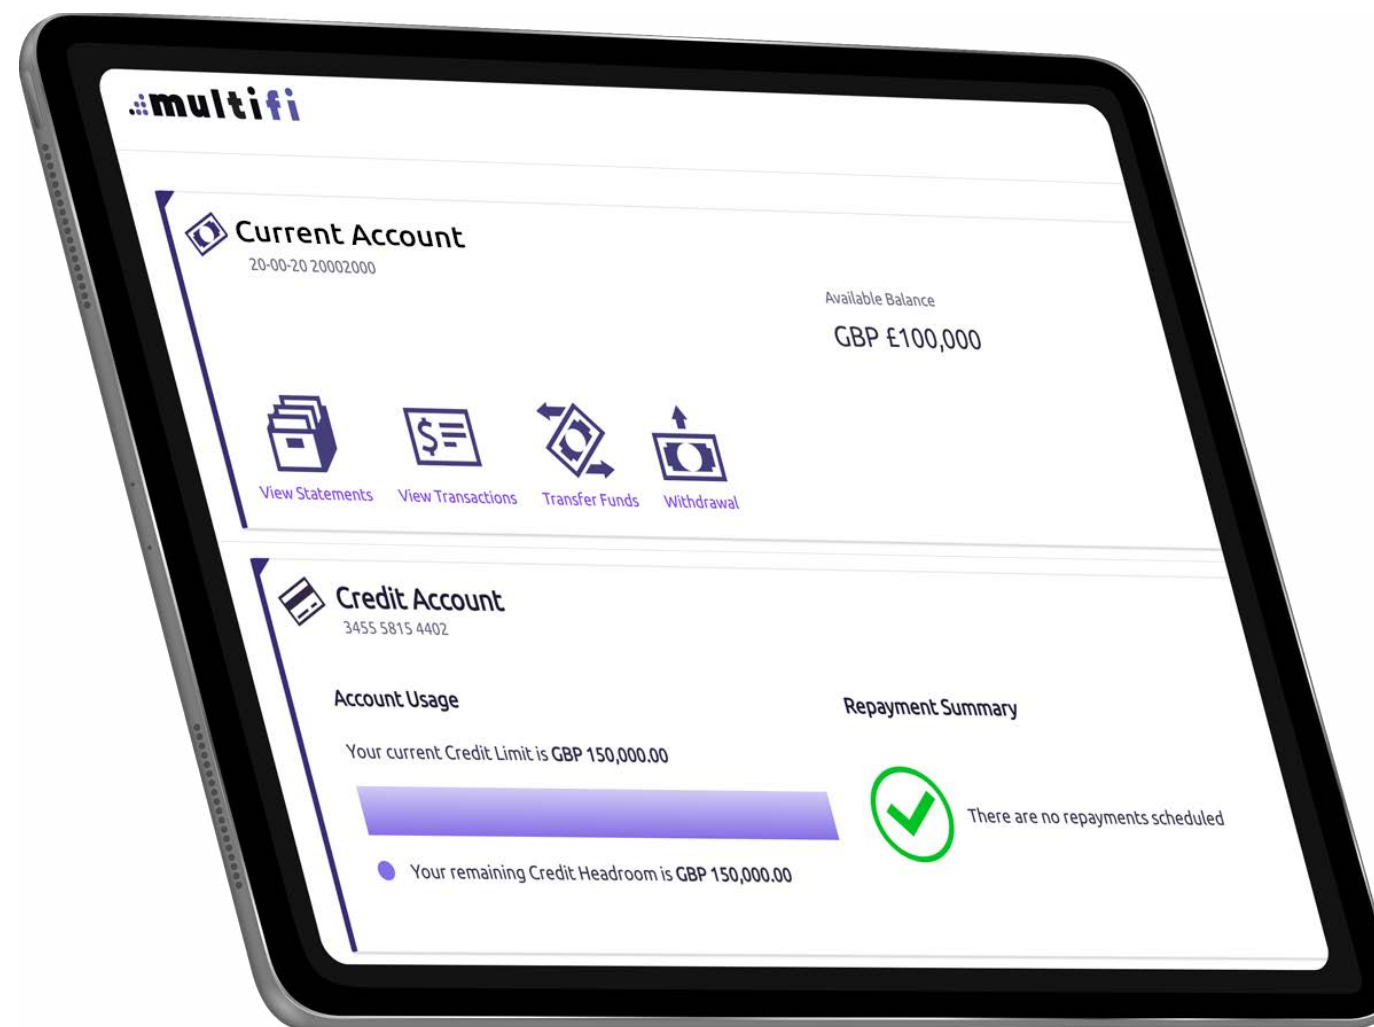 multifi
Current Account
20-00-20 20002000
Available Balance
GBP £100,000
View Statements
View Transactions
Transfer Funds
Withdrawal
Credit Account
3455 5815 4402
Account Usage
Your current Credit Limit is GBP 150,000.00
Your remaining Credit Headroom is GBP 150,000.00
Repayment Summary
There are no repayments scheduled